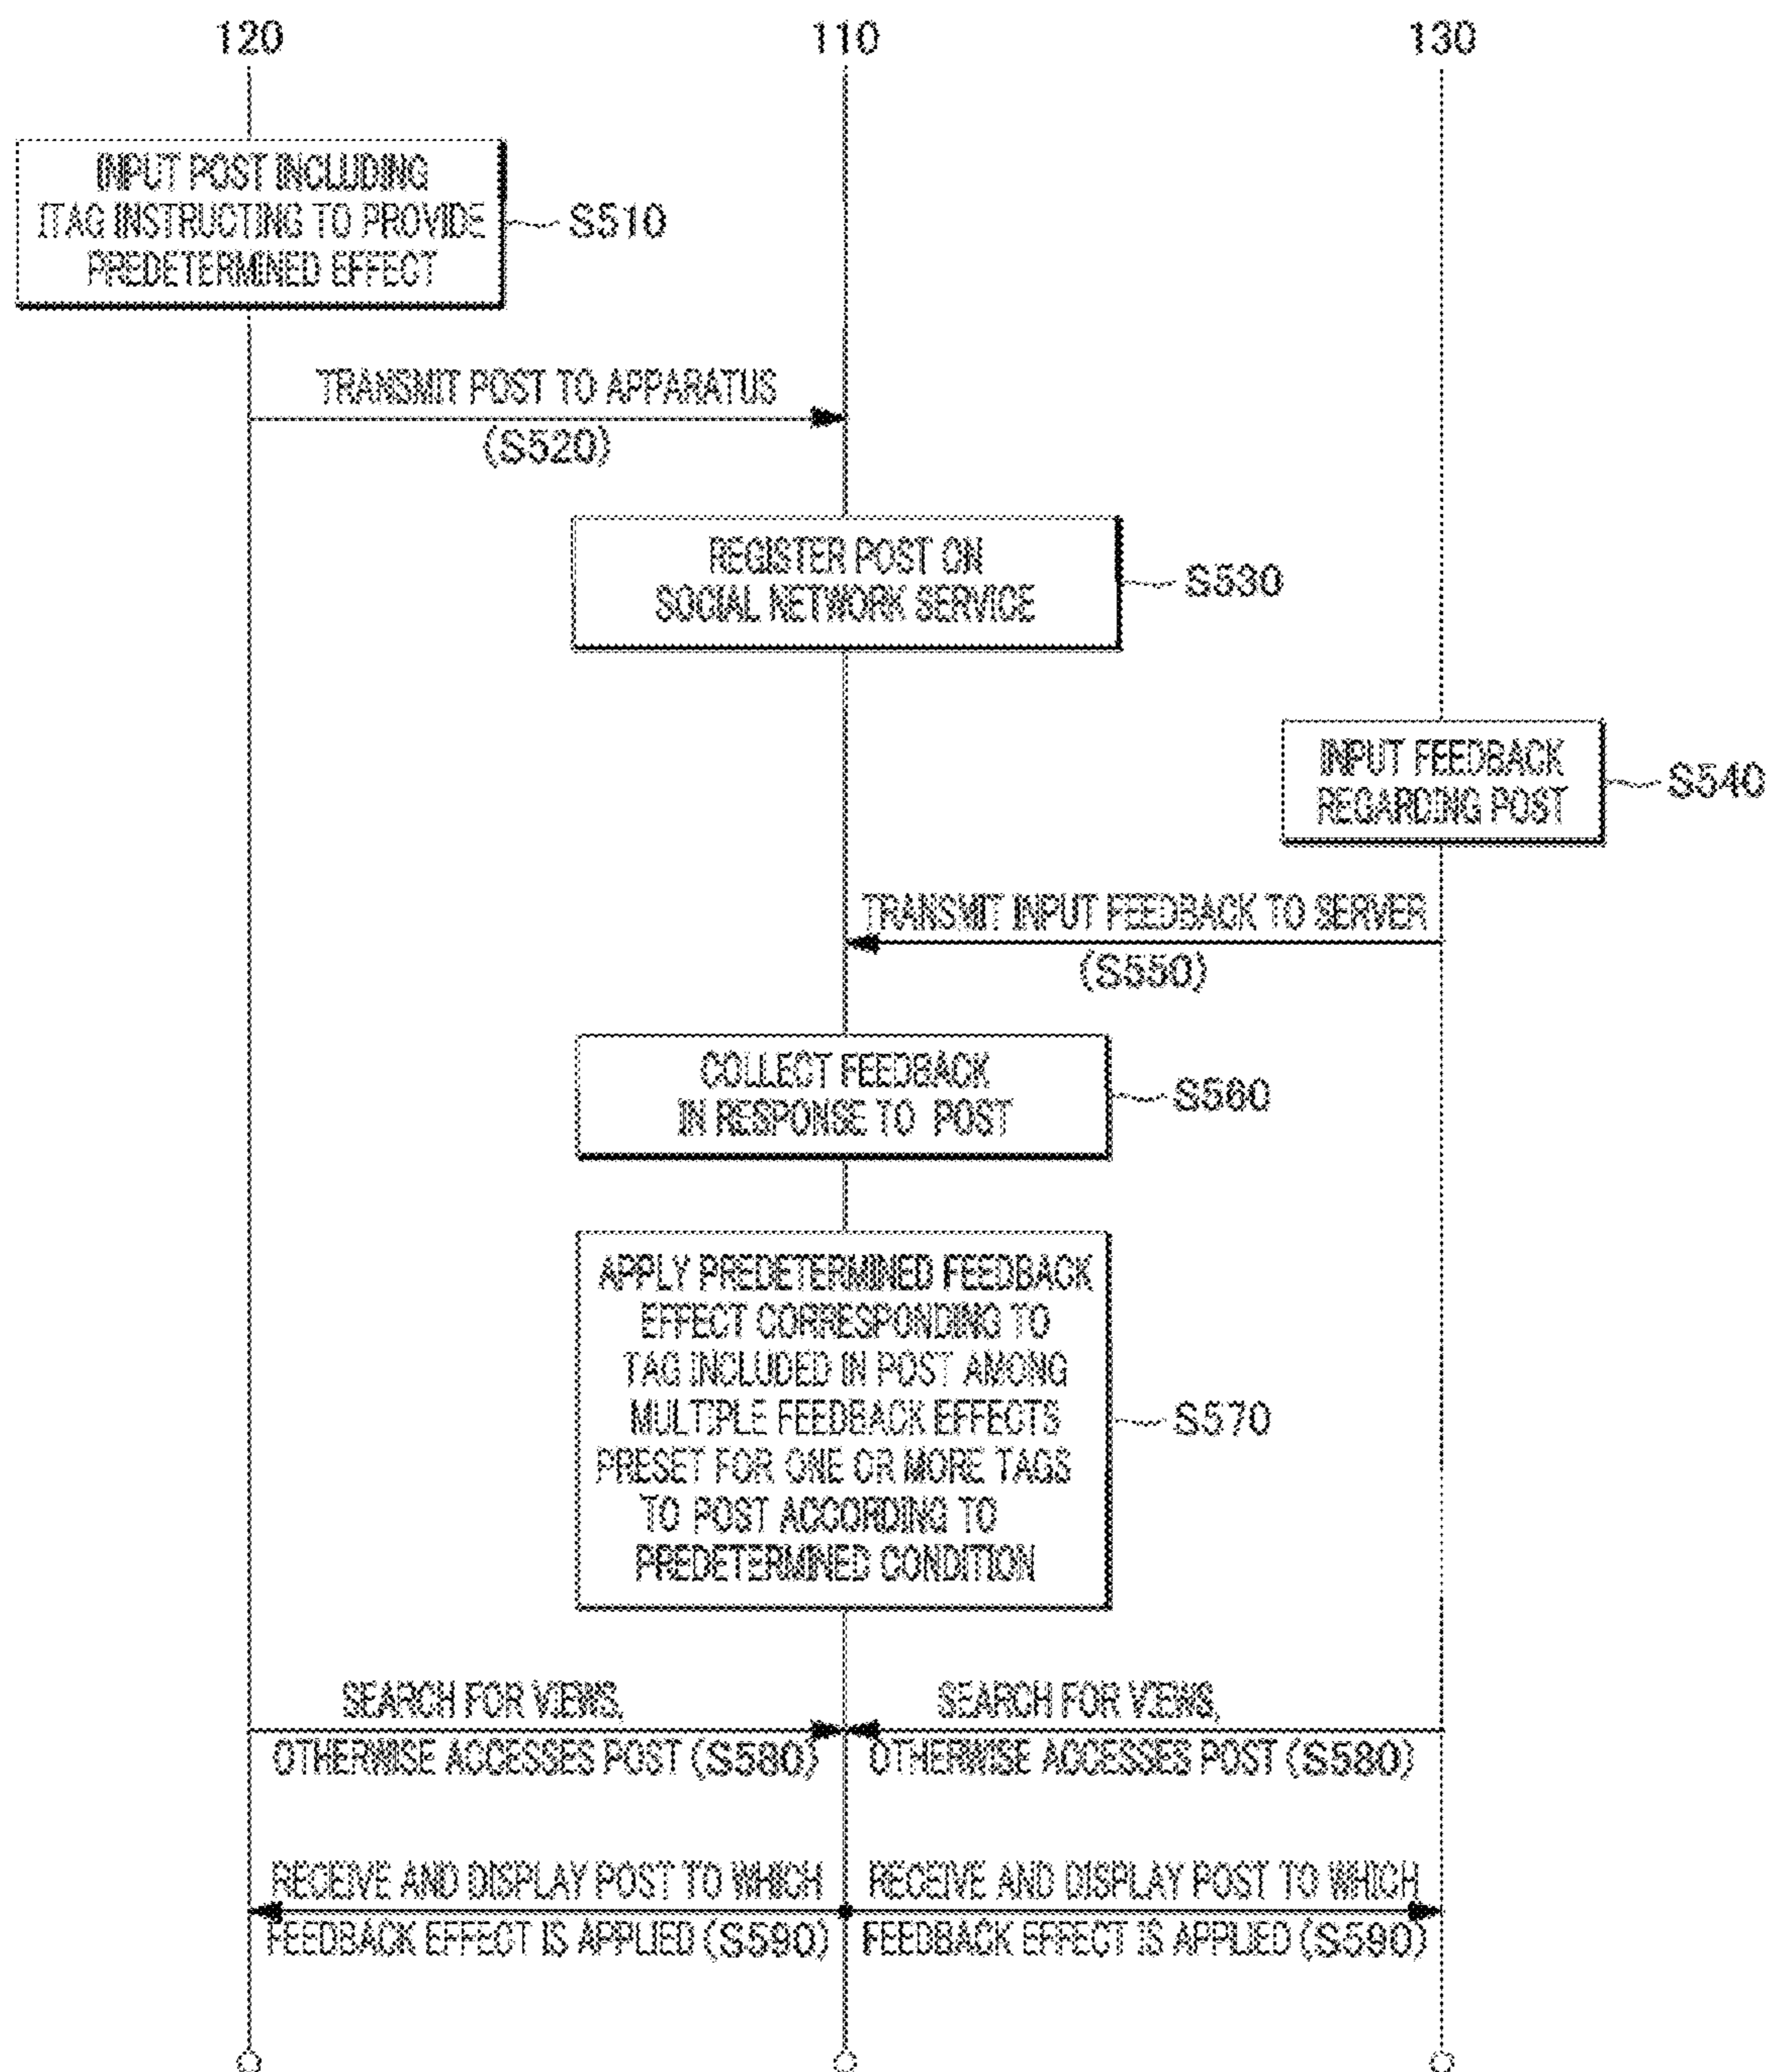 120
110
130
INPUT POST INCLUDING
ITAG INSTRUCTING TO PROVIDE
PREDETERMINED EFFECT
S510
TRANSMIT POST TO APPARATUS
(S520)
REGISTER POST ON
SOCIAL NETWORK SERVICE
S530
INPUT FEEDBACK
REGARDING POST
S540
TRANSMIT INPUT FEEDBACK TO SERVER
(S550)
COLLECT FEEDBACK
IN RESPONSE TO POST
S560
APPLY PREDETERMINED FEEDBACK
EFFECT CORRESPONDING TO
TAG INCLUDED IN POST AMONG
MULTIPLE FEEDBACK EFFECTS
PRESET FOR ONE OR MORE TAGS
TO POST ACCORDING TO
PREDETERMINED CONDITION
S570
SEARCH FOR VIEWS,
OTHERWISE ACCESSES POST (S580)
SEARCH FOR VIEWS,
OTHERWISE ACCESSES POST (S580)
RECEIVE AND DISPLAY POST TO WHICH
FEEDBACK EFFECT IS APPLIED (S590)
RECEIVE AND DISPLAY POST TO WHICH
FEEDBACK EFFECT IS APPLIED (S590)